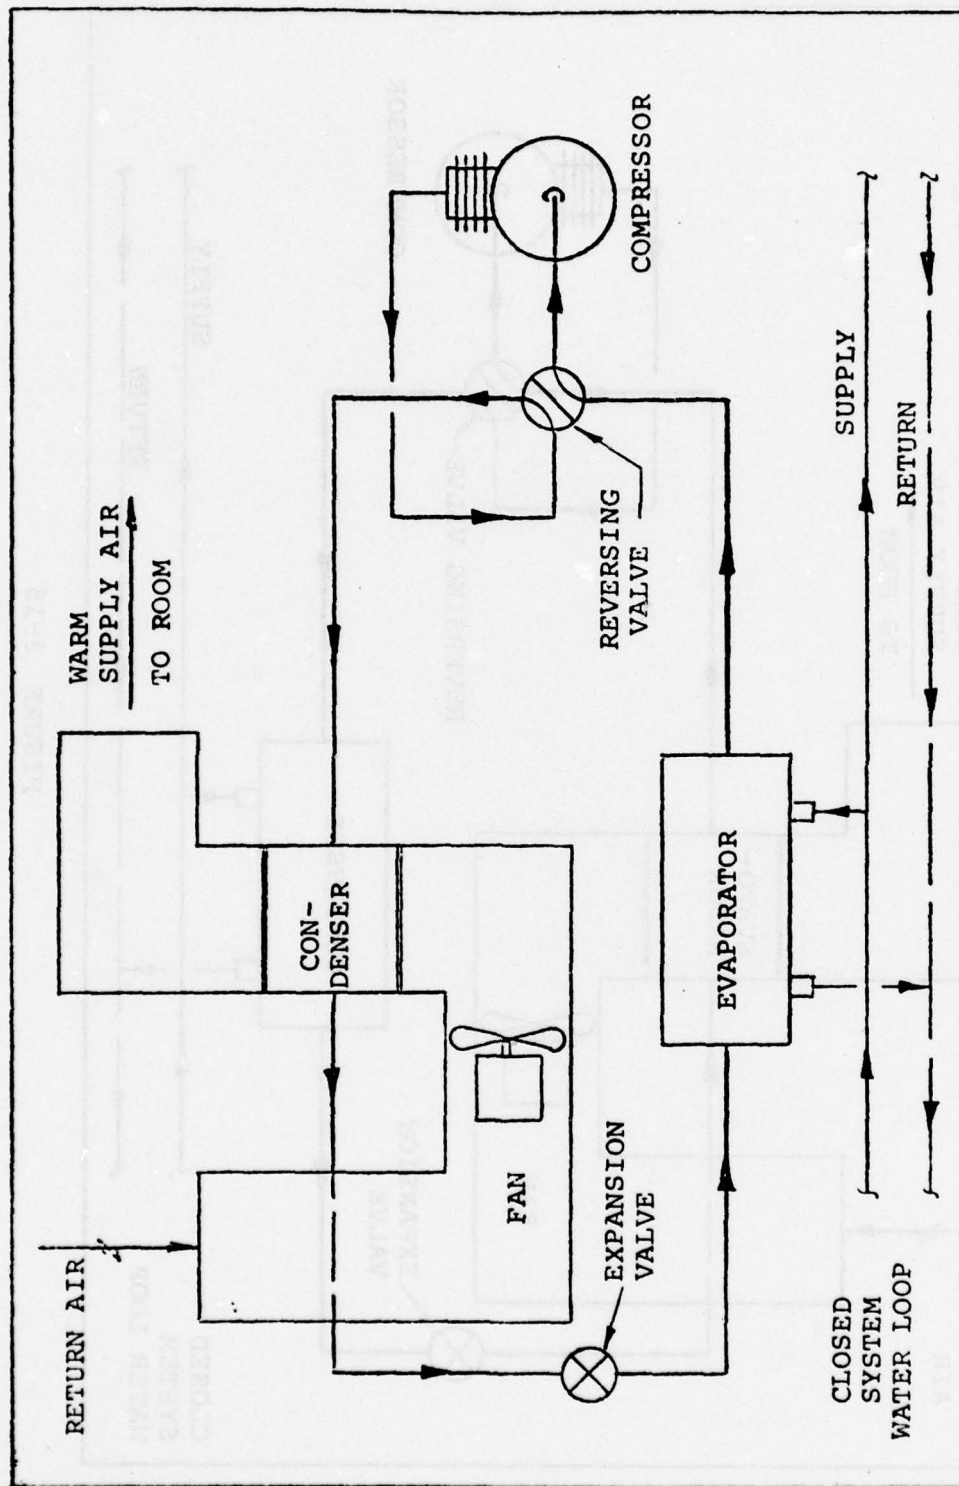 RETURN AIR
WARM
SUPPLY AIR
TO ROOM
CON-
DENSER
FAN
COMPRESSOR
REVERSING
VALVE
EXPANSION
VALVE
EVAPORATOR
SUPPLY
RETURN
CLOSED
SYSTEM
WATER LOOP